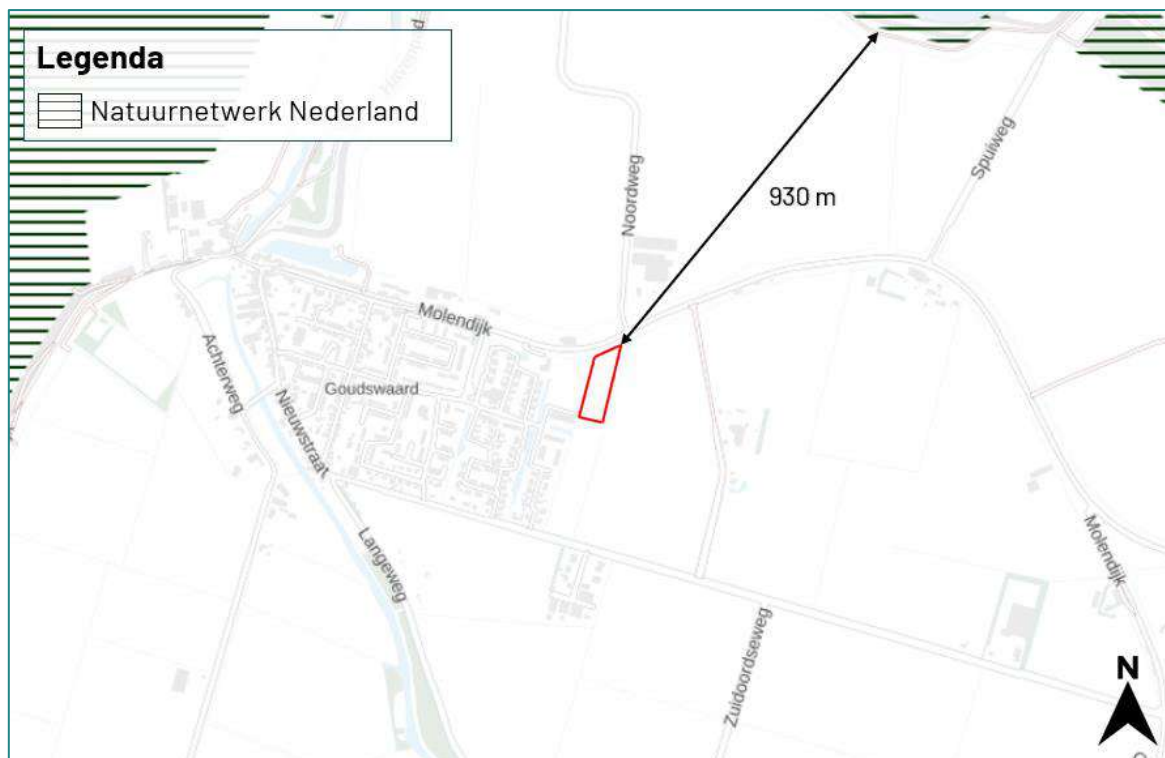 Legenda
Natuurnetwerk Nederland
Noordweg
Spuiweg
930 m
Molendijk
Achterweg
Goudswaard
Nieuwstraat
Langeweg
Molendijk
Zuidoordseweg
N